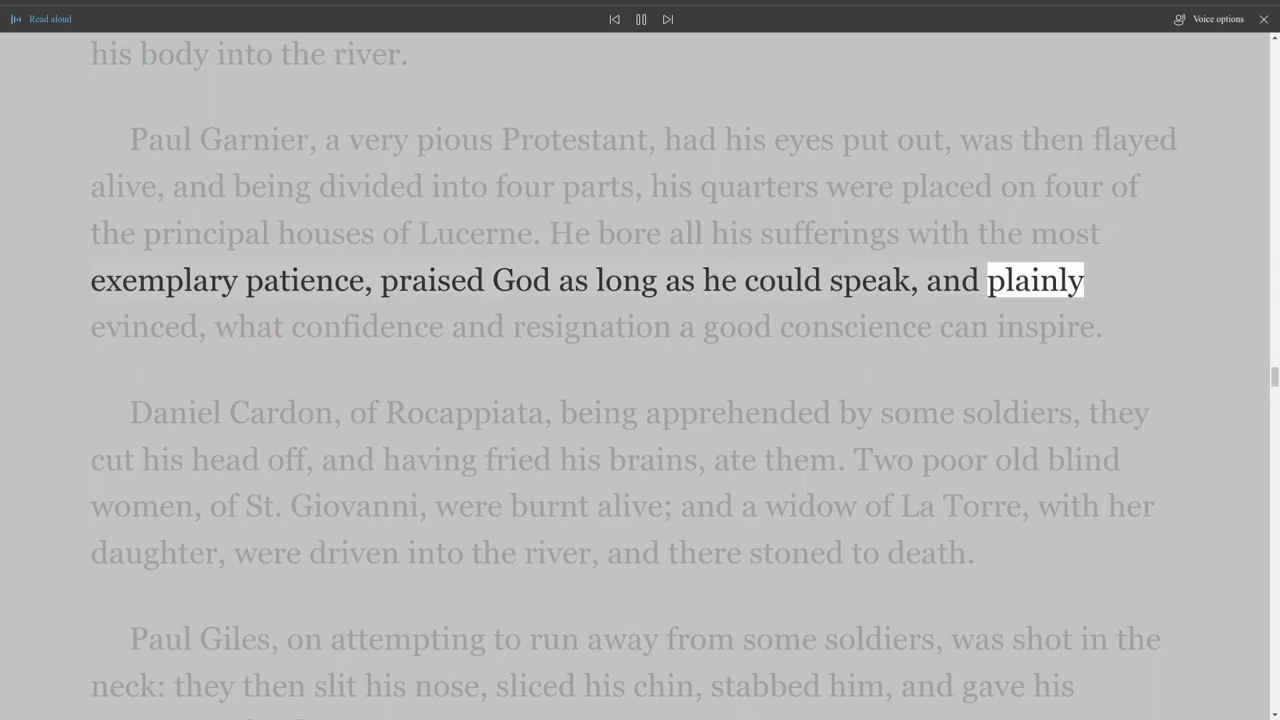 Read aloud
Voice options
his body into the river.
Paul Garnier, a very pious Protestant, had his eyes put out, was then flayed
alive, and being divided into four parts, his quarters were placed on four of
the principal houses of Lucerne. He bore all his sufferings with the most
exemplary patience, praised God as long as he could speak, and plainly
evinced, what confidence and resignation a good conscience can inspire.
Daniel Cardon, of Rocappiata, being apprehended by some soldiers, they
cut his head off, and having fried his brains, ate them. Two poor old blind
women, of St. Giovanni, were burnt alive; and a widow of La Torre, with her
daughter, were driven into the river, and there stoned to death.
Paul Giles, on attempting to run away from some soldiers, was shot in the
neck: they then slit his nose, sliced his chin, stabbed him, and gave his